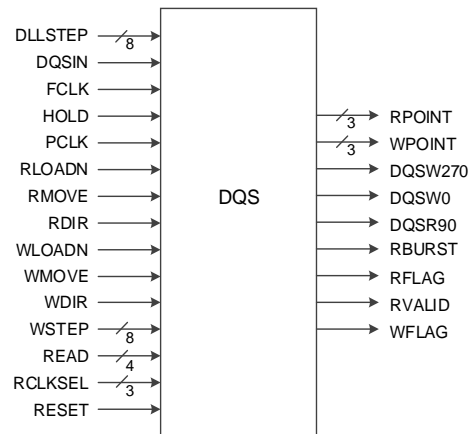 DLLSTEP
8
DQSIN
FCLK
HOLD
PCLK
RLOADN
RMOVE
RDIR
WLOADN
WMOVE
WDIR
WSTEP
8
READ
4
RCLKSEL
3
RESET
DQS
RPOINT
3
WPOINT
3
DQSW270
DQSW0
DQSR90
RBURST
RFLAG
RVALID
WFLAG